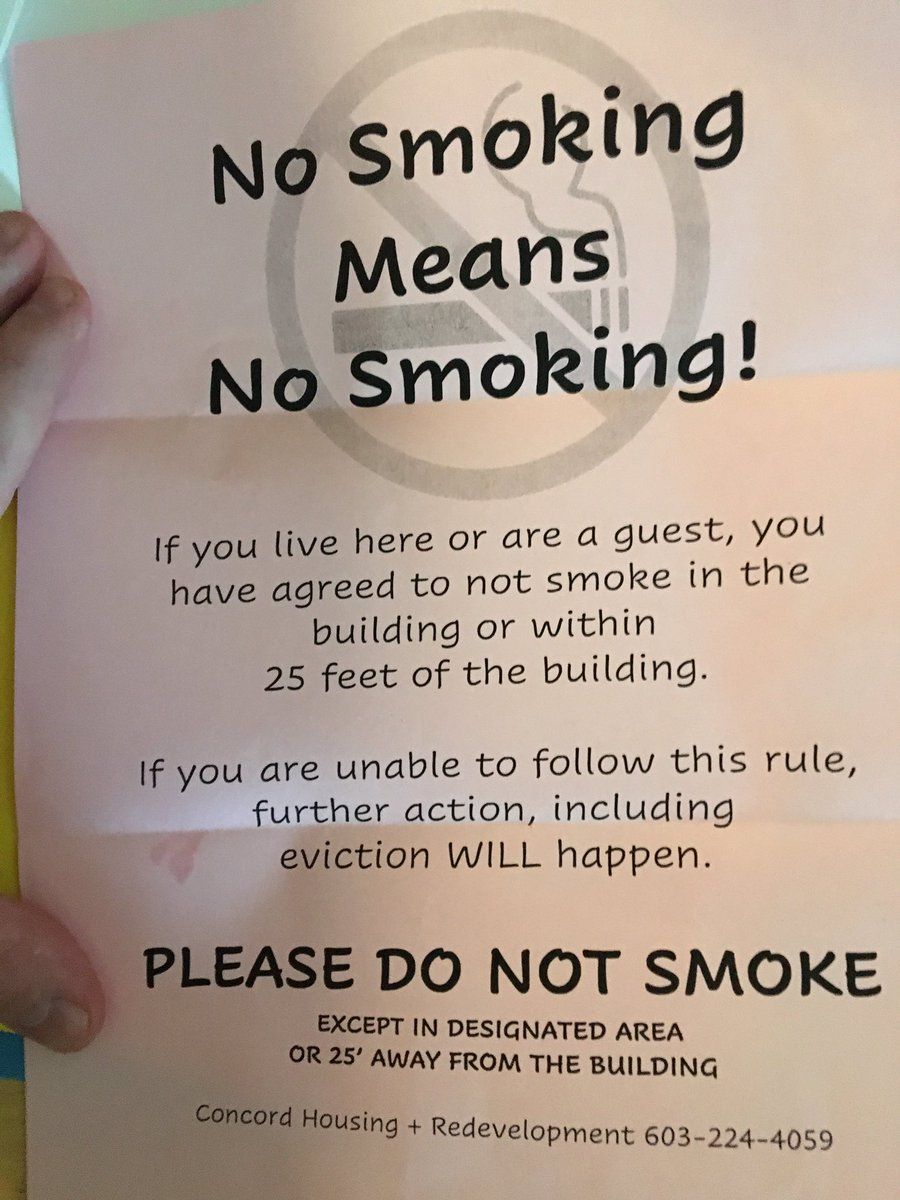 No Smoking
Means
No Smoking!
If you live here or are a guest, you
have agreed to not smoke in the
building or within
25 feet of the building.
If you are unable to follow this rule,
further action, including
eviction WILL happen.
PLEASE DO NOT SMOKE
EXCEPT IN DESIGNATED AREA
OR 25' AWAY FROM THE BUILDING
Concord Housing + Redevelopment 603-224-4059